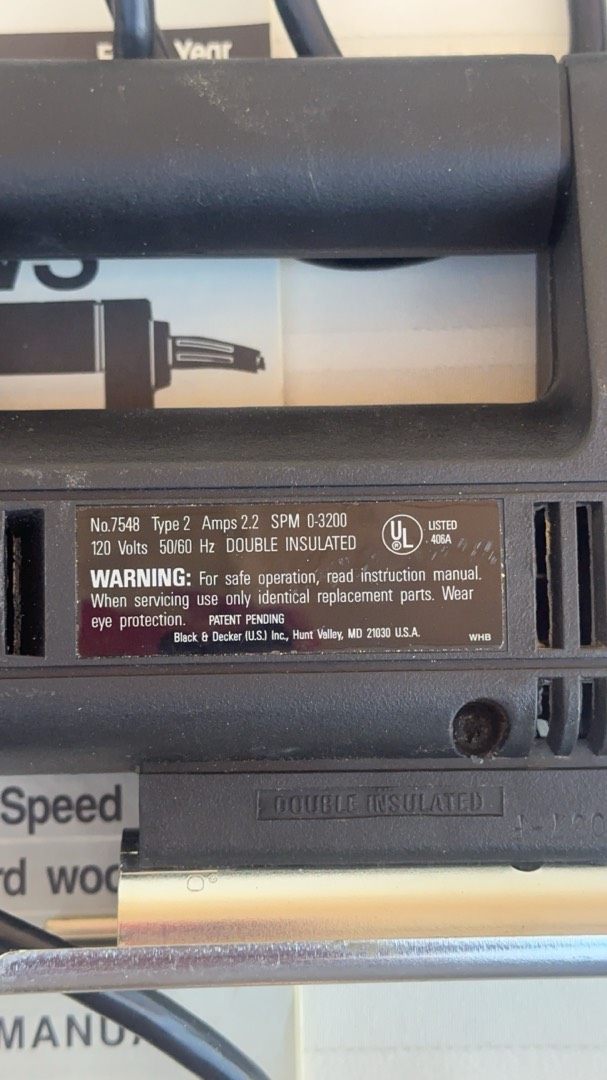 Year
WS
No.7548 Type 2 Amps 2.2 SPM 0-3200
120 Volts 50/60 Hz DOUBLE INSULATED
UL
®
LISTED
406A
WARNING: For safe operation, read instruction manual.
When servicing use only identical replacement parts. Wear
eye protection. PATENT PENDING
Black & Decker (U.S.) Inc., Hunt Valley, MD 21030 U.S.A.
WHB
DOUBLE INSULATED
Speed
rd woo
MANUA